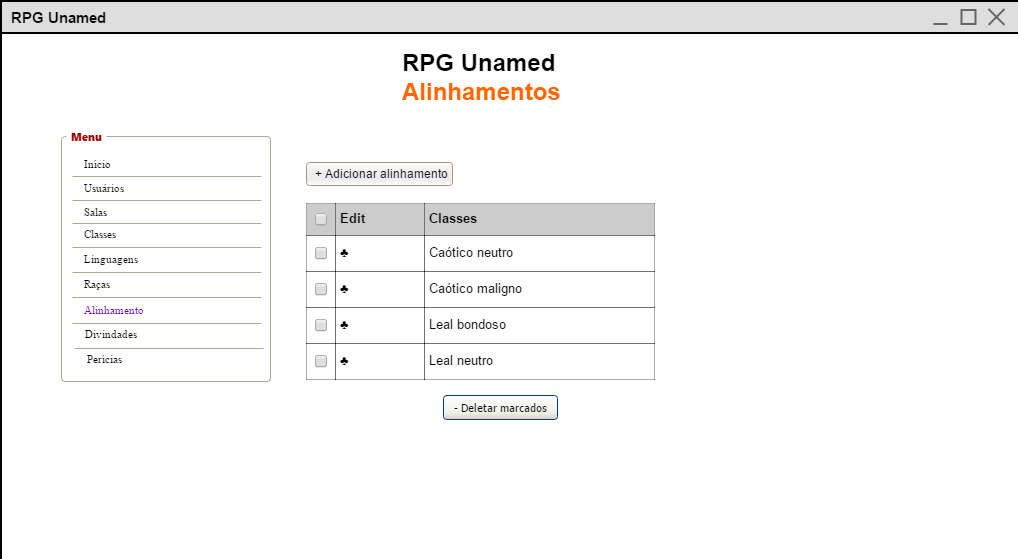 RPG Unamed
RPG Unamed
Alinhamentos
Menu
Início
Usuários
Salas
Classes
Linguagens
Raças
Alinhamento
Divindades
Perícias
+ Adicionar alinhamento
Edit Classes
♣ Caótico neutro
♣ Caótico maligno
♣ Leal bondoso
♣ Leal neutro
- Deletar marcados